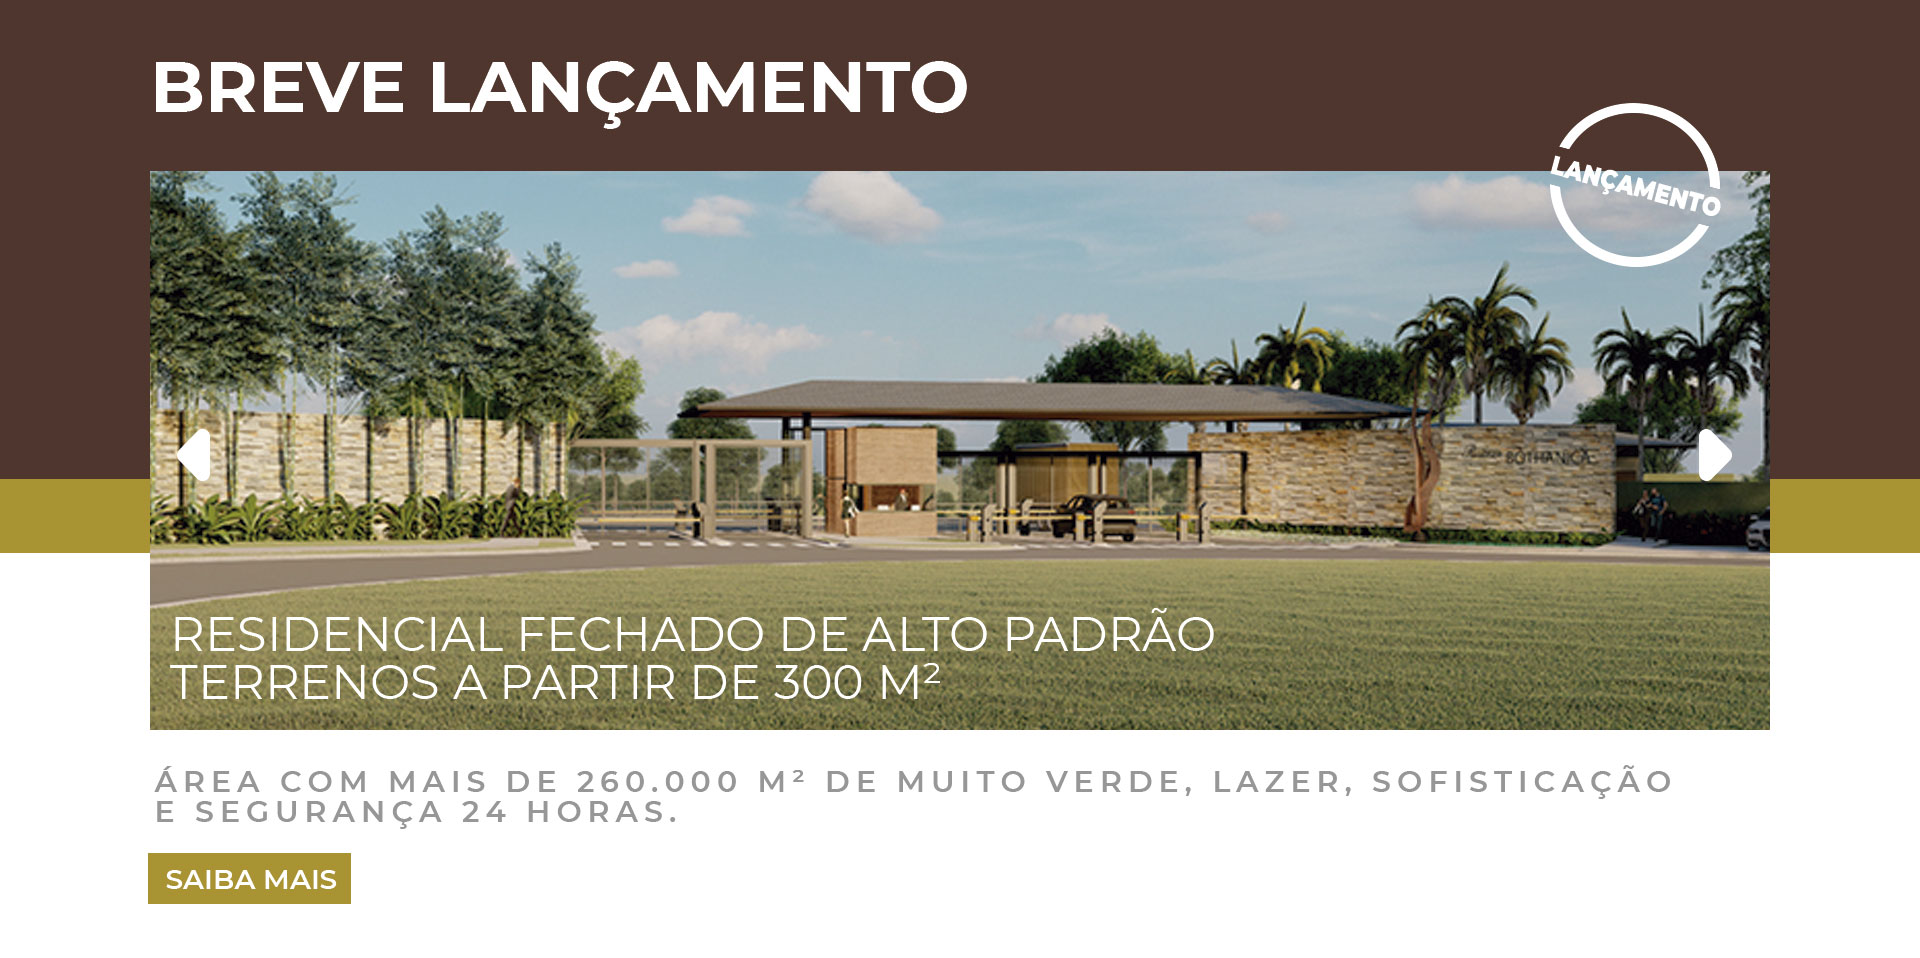 BREVE LANÇAMENTO
LANÇAMENTO
BOTHANICA
RESIDENCIAL FECHADO DE ALTO PADRÃO
TERRENOS A PARTIR DE 300 M²
ÁREA COM MAIS DE 260.000 M² DE MUITO VERDE, LAZER, SOFISTICAÇÃO
E SEGURANÇA 24 HORAS.
SAIBA MAIS